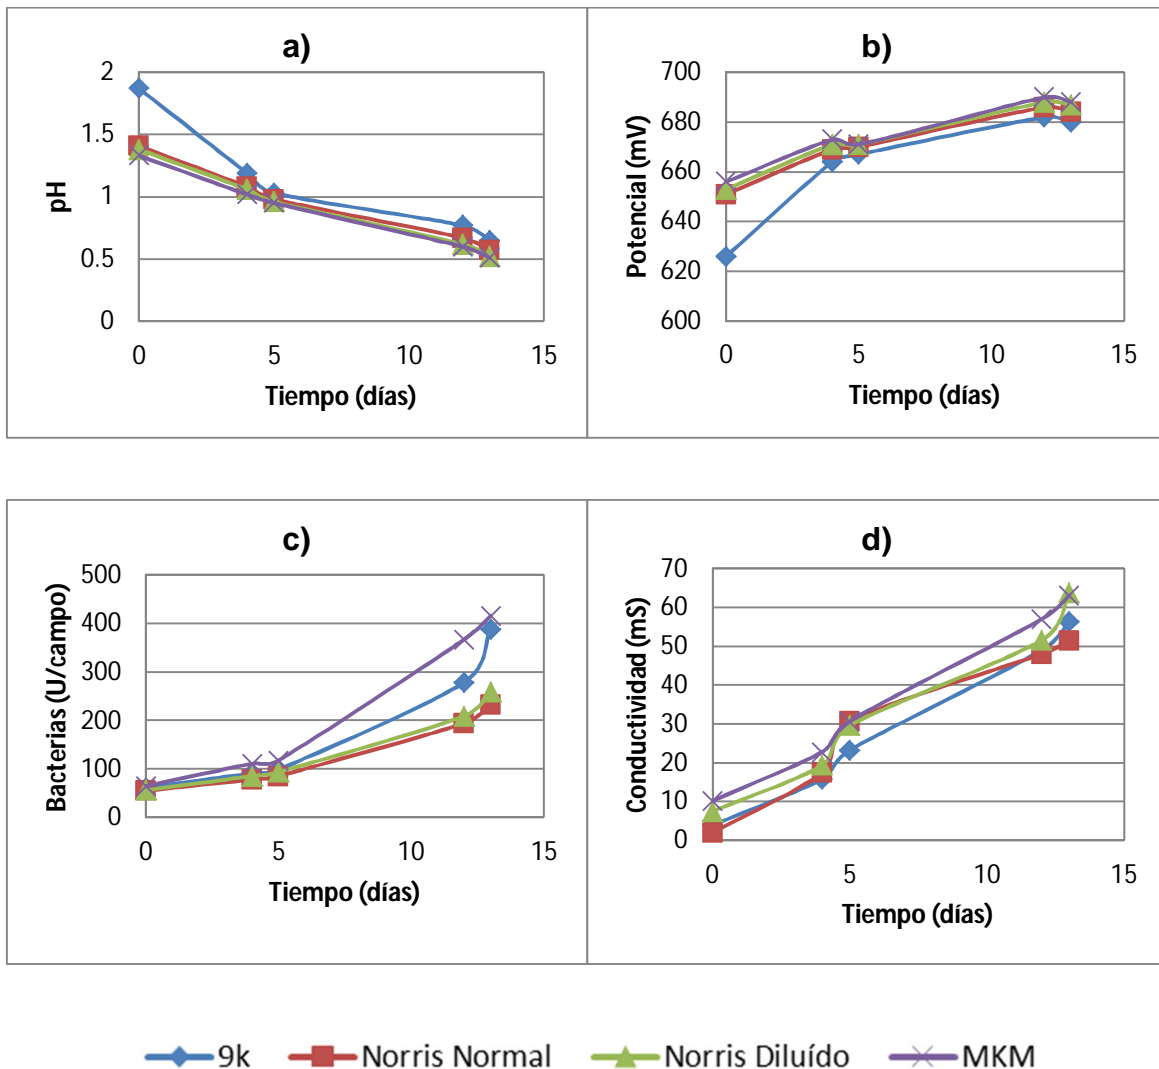 a)
2
1.5
1
0.5
0
0 5 10 15
pH
Tiempo (días)
b)
700
680
660
640
620
600
0 5 10 15
Potencial (mV)
Tiempo (días)
c)
500
400
300
200
100
0
0 5 10 15
Bacterias (U/campo)
Tiempo (días)
d)
70
60
50
40
30
20
10
0
0 5 10 15
Conductividad (mS)
Tiempo (días)
9k Norris Normal Norris Diluído MKM